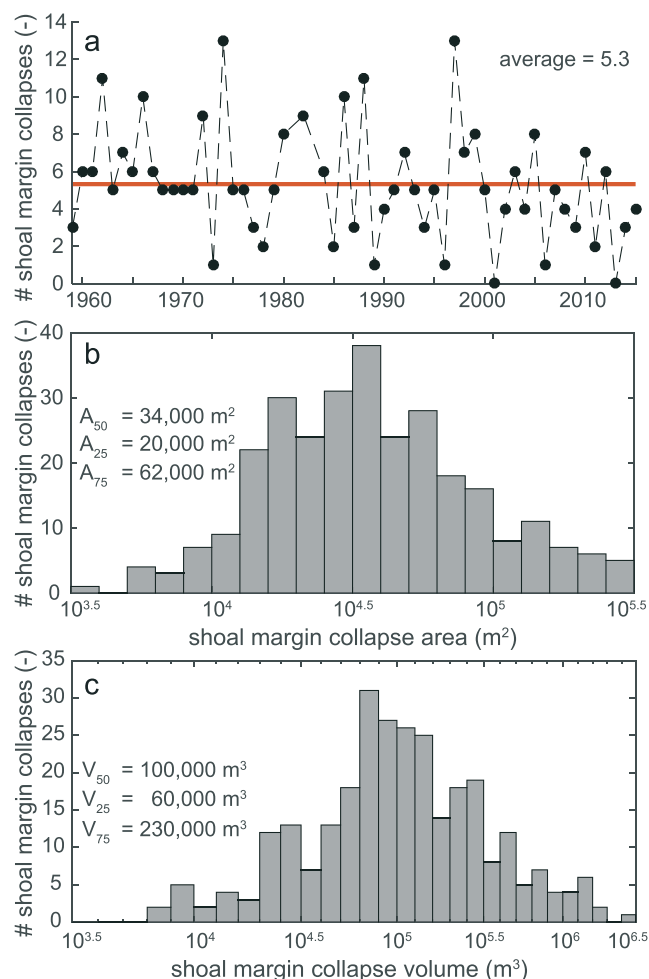 14
12
10
8
6
4
2
0
# shoal margin collapses (-)
a
average = 5.3
1960 1970 1980 1990 2000 2010
40
30
20
10
0
# shoal margin collapses (-)
b
A50 = 34,000 m2
A25 = 20,000 m2
A75 = 62,000 m2
10^3.5 10^4 10^4.5 10^5 10^5.5
shoal margin collapse area (m2)
35
30
25
20
15
10
5
0
# shoal margin collapses (-)
c
V50 = 100,000 m3
V25 = 60,000 m3
V75 = 230,000 m3
10^3.5 10^4 10^4.5 10^5 10^5.5 10^6 10^6.5
shoal margin collapse volume (m3)